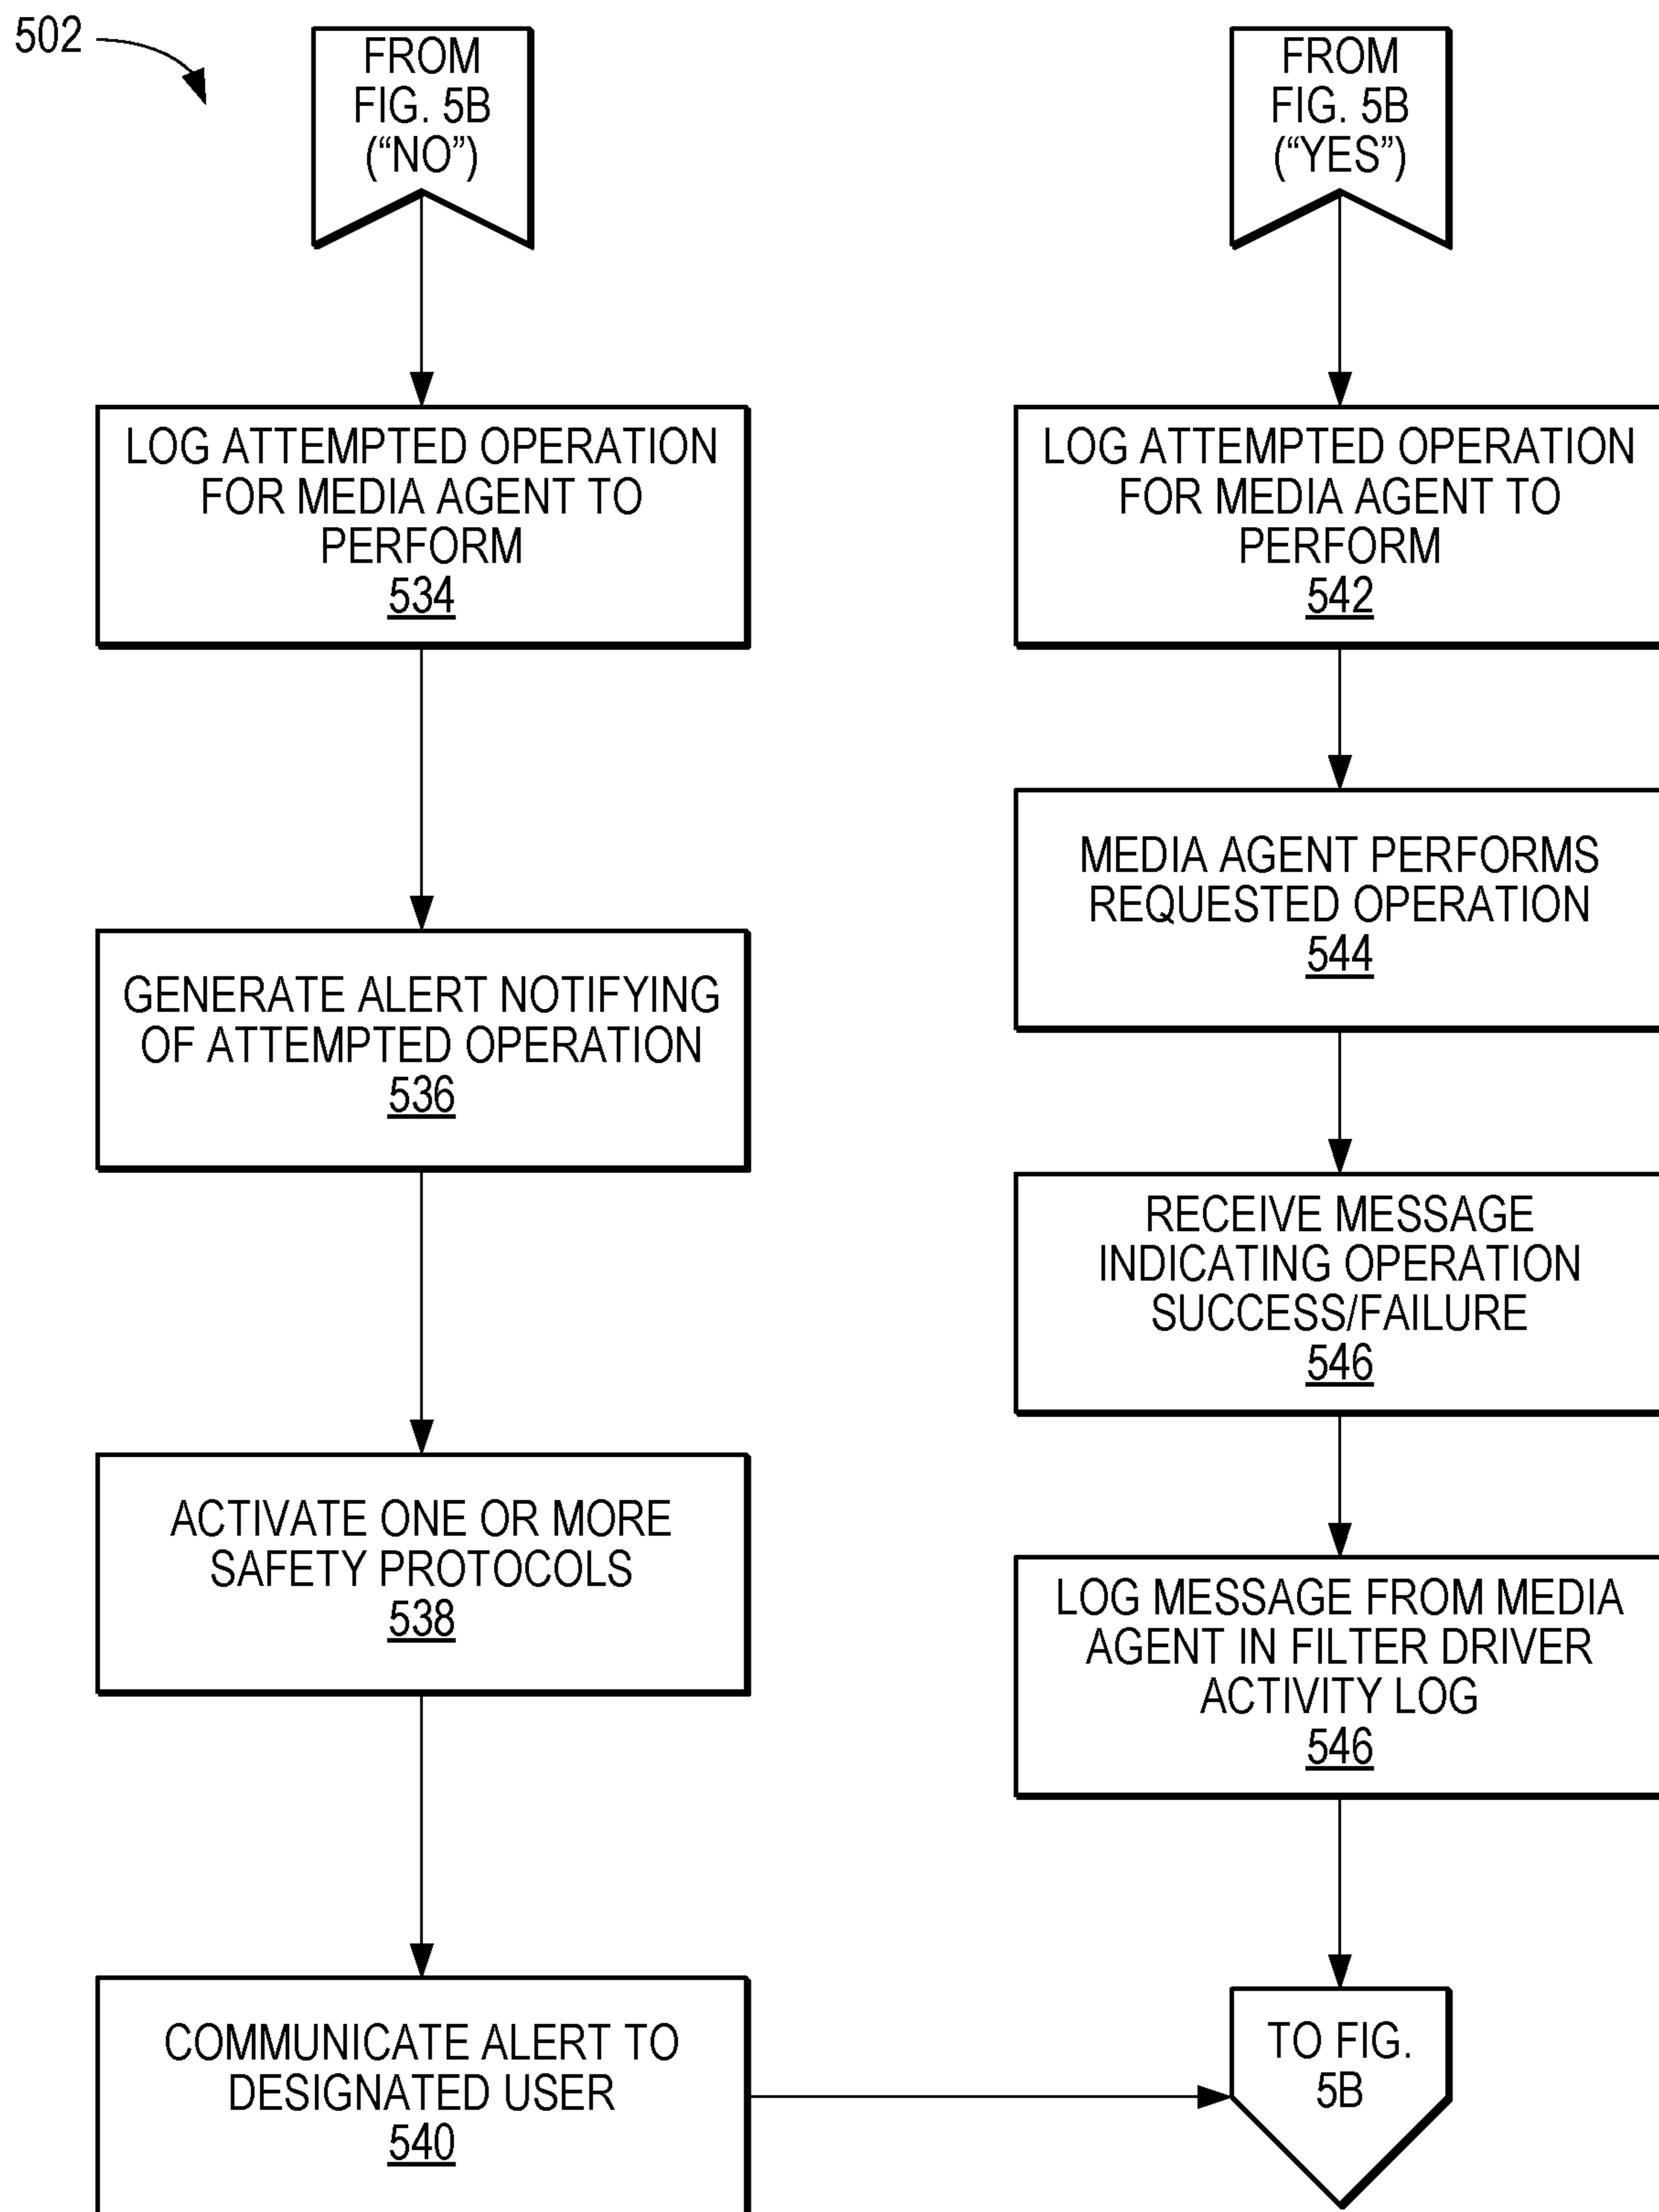 502
FROM
FIG. 5B
(“NO”)
LOG ATTEMPTED OPERATION
FOR MEDIA AGENT TO
PERFORM
534
GENERATE ALERT NOTIFYING
OF ATTEMPTED OPERATION
536
ACTIVATE ONE OR MORE
SAFETY PROTOCOLS
538
COMMUNICATE ALERT TO
DESIGNATED USER
540
FROM
FIG. 5B
(“YES”)
LOG ATTEMPTED OPERATION
FOR MEDIA AGENT TO
PERFORM
542
MEDIA AGENT PERFORMS
REQUESTED OPERATION
544
RECEIVE MESSAGE
INDICATING OPERATION
SUCCESS/FAILURE
546
LOG MESSAGE FROM MEDIA
AGENT IN FILTER DRIVER
ACTIVITY LOG
546
TO FIG.
5B